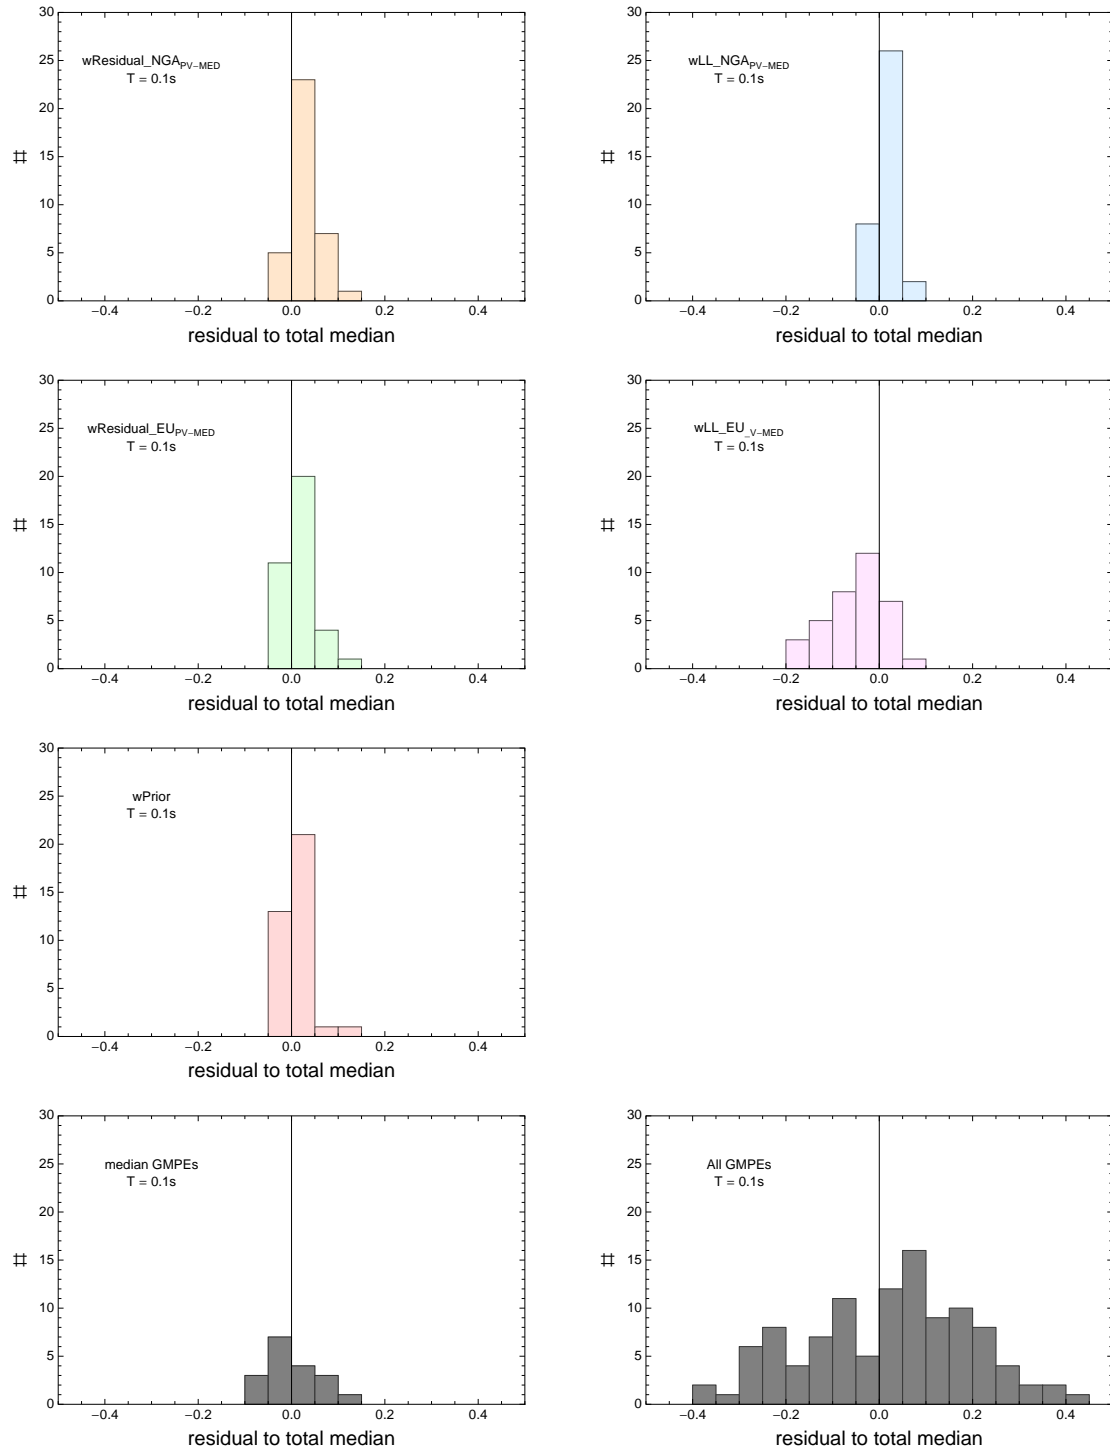 30
25
20
15
10
5
0
#
wResidual_NGA_PV−MED
T = 0.1s
−0.4 −0.2 0.0 0.2 0.4
residual to total median
30
25
20
15
10
5
0
#
wLL_NGA_PV−MED
T = 0.1s
−0.4 −0.2 0.0 0.2 0.4
residual to total median
30
25
20
15
10
5
0
#
wResidual_EU_PV−MED
T = 0.1s
−0.4 −0.2 0.0 0.2 0.4
residual to total median
30
25
20
15
10
5
0
#
wLL_EU_V−MED
T = 0.1s
−0.4 −0.2 0.0 0.2 0.4
residual to total median
30
25
20
15
10
5
0
#
wPrior
T = 0.1s
−0.4 −0.2 0.0 0.2 0.4
residual to total median
30
25
20
15
10
5
0
#
median GMPEs
T = 0.1s
−0.4 −0.2 0.0 0.2 0.4
residual to total median
30
25
20
15
10
5
0
#
All GMPEs
T = 0.1s
−0.4 −0.2 0.0 0.2 0.4
residual to total median